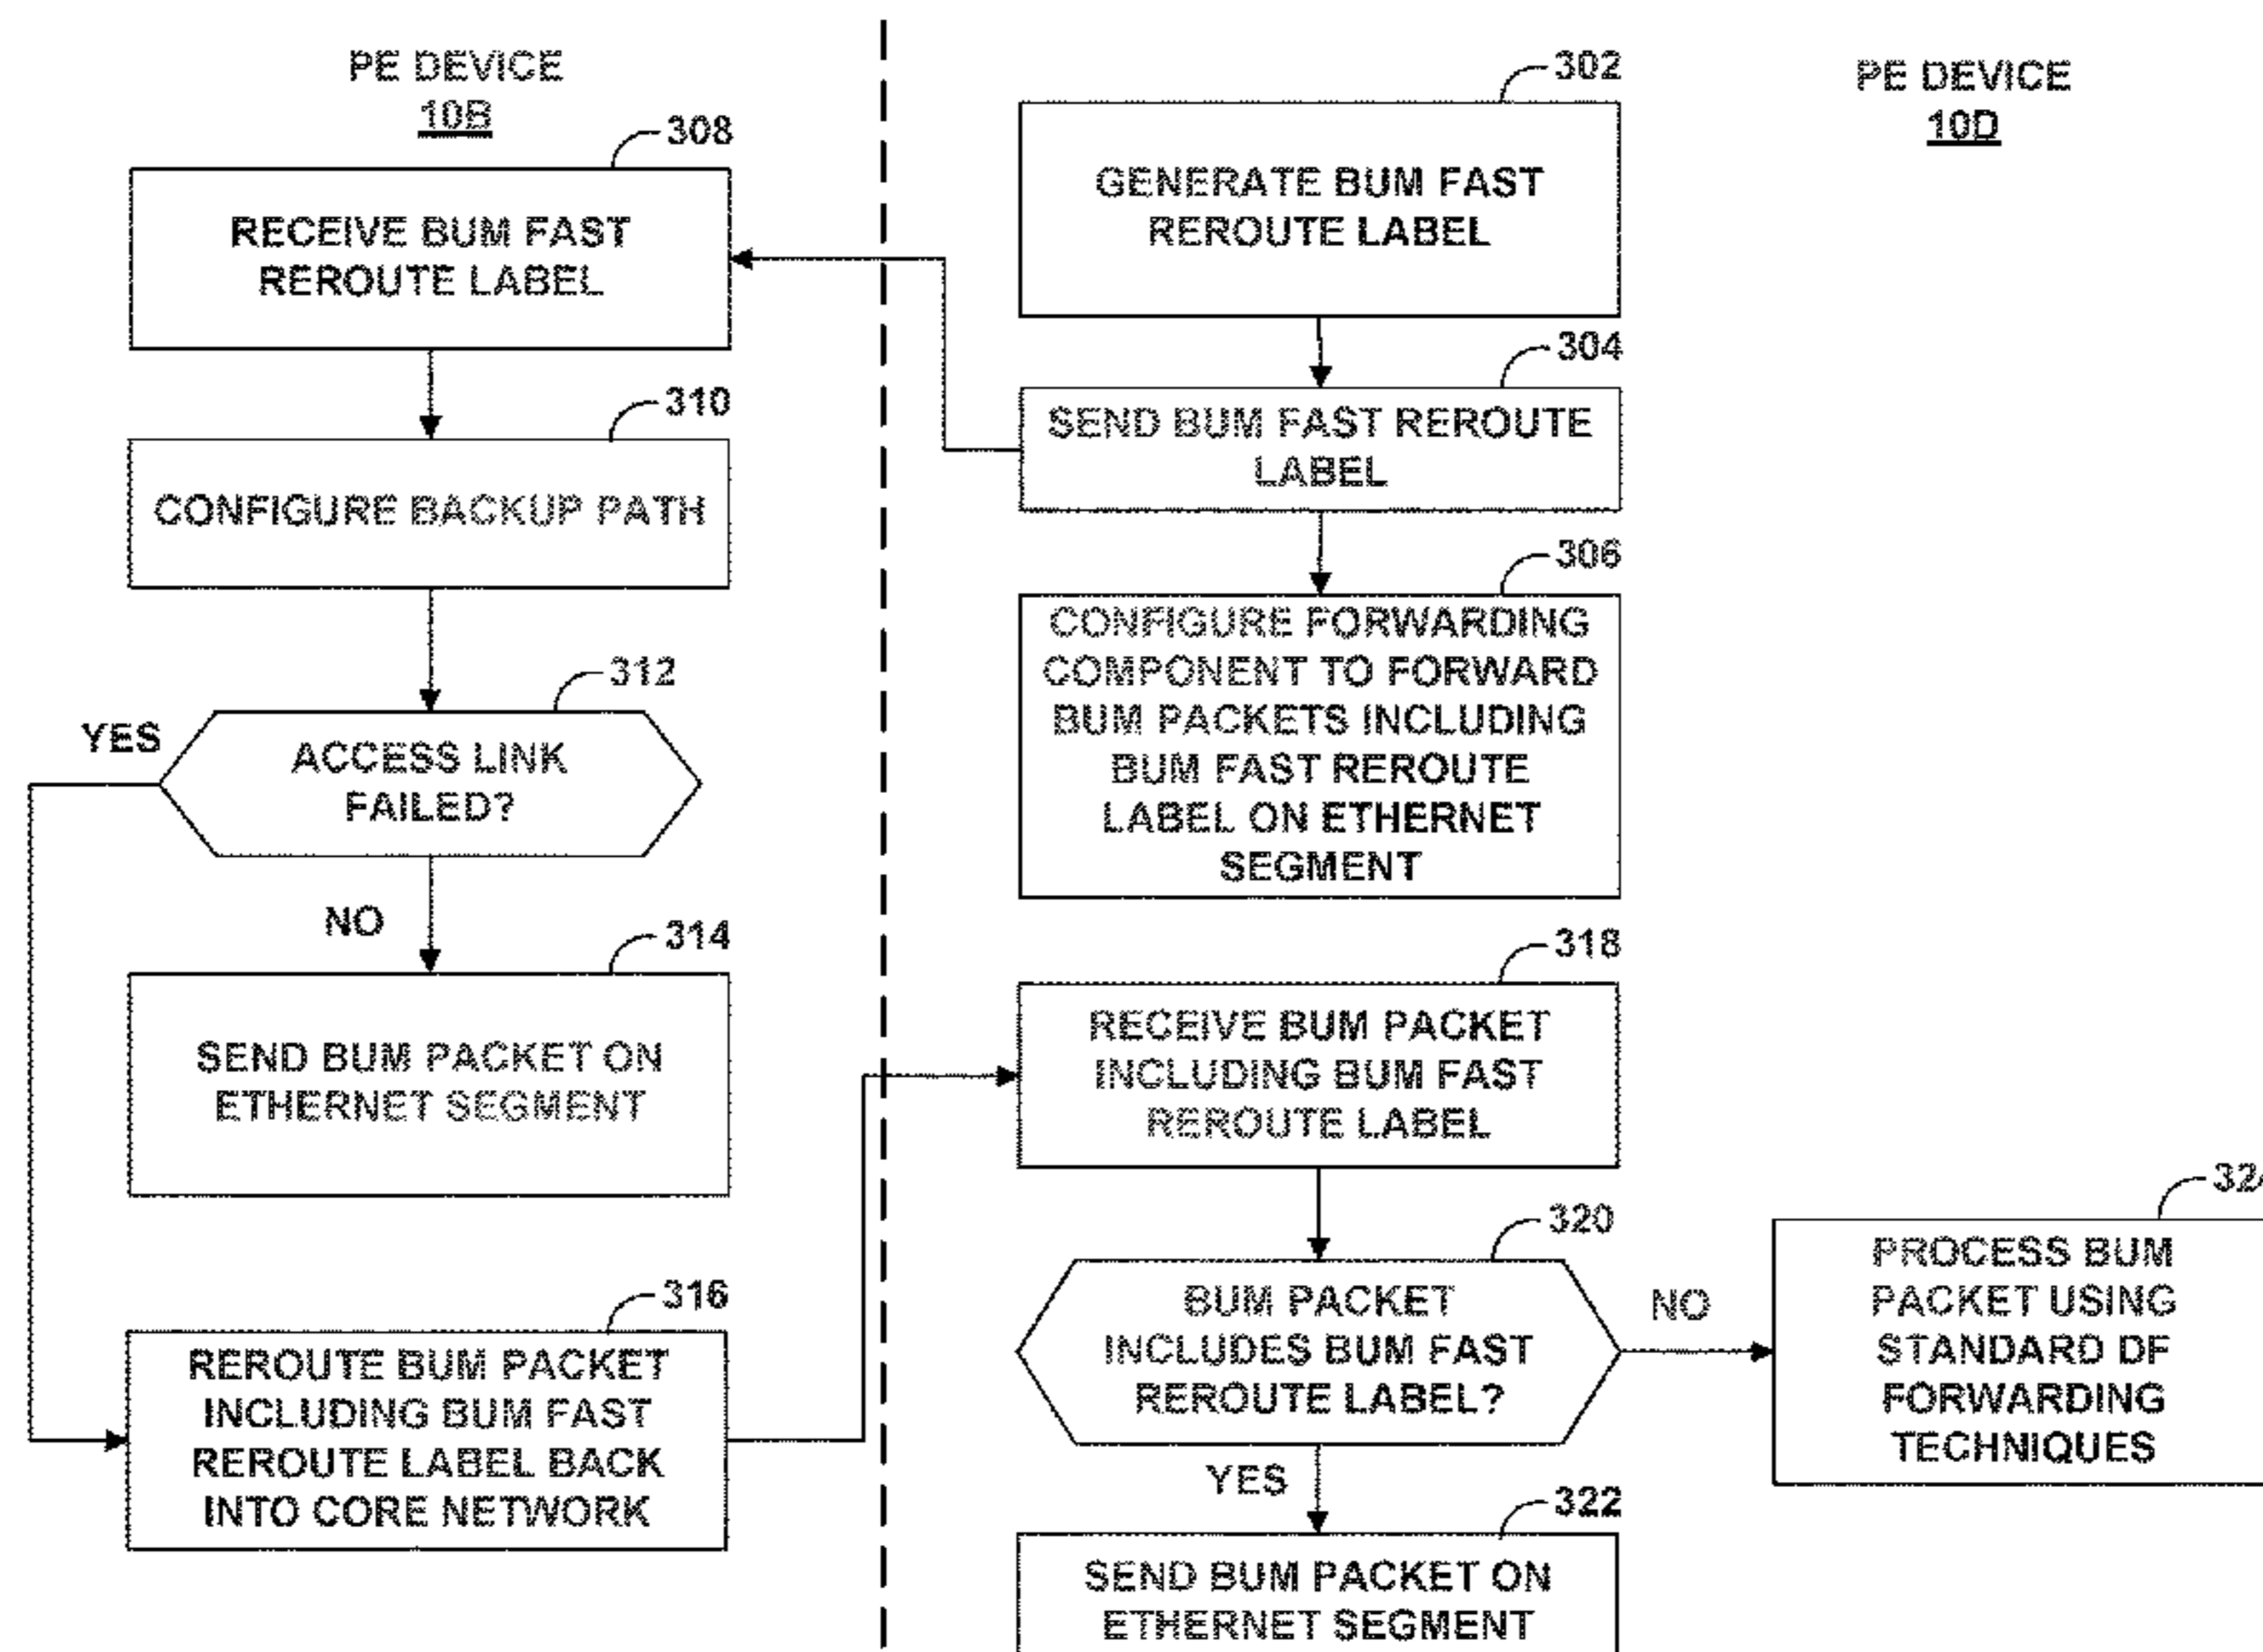 PE DEVICE
10B
308
RECEIVE BUM FAST
REROUTE LABEL
310
CONFIGURE BACKUP PATH
312
YES
ACCESS LINK
FAILED?
NO
314
SEND BUM PACKET ON
ETHERNET SEGMENT
316
REROUTE BUM PACKET
INCLUDING BUM FAST
REROUTE LABEL BACK
INTO CORE NETWORK
PE DEVICE
10D
302
GENERATE BUM FAST
REROUTE LABEL
304
SEND BUM FAST REROUTE
LABEL
306
CONFIGURE FORWARDING
COMPONENT TO FORWARD
BUM PACKETS INCLUDING
BUM FAST REROUTE
LABEL ON ETHERNET
SEGMENT
318
RECEIVE BUM PACKET
INCLUDING BUM FAST
REROUTE LABEL
320
BUM PACKET
INCLUDES BUM FAST
REROUTE LABEL?
NO
YES
322
SEND BUM PACKET ON
ETHERNET SEGMENT
PROCESS BUM
PACKET USING
STANDARD DF
FORWARDING
TECHNIQUES